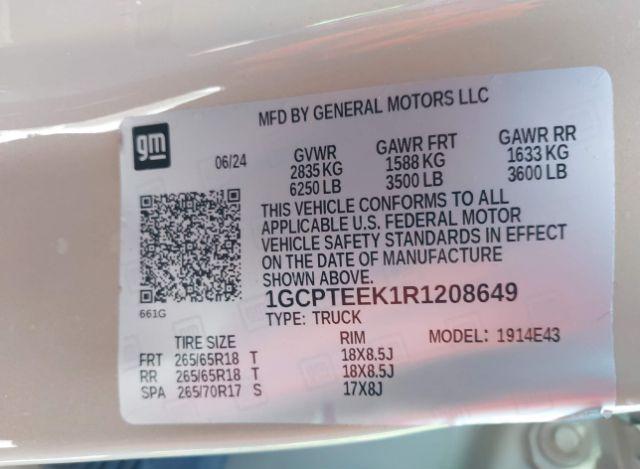 MFD BY GENERAL MOTORS LLC
gm
06/24
GVWR GAWR FRT GAWR RR
2835 KG 1588 KG 1633 KG
6250 LB 3500 LB 3600 LB
THIS VEHICLE CONFORMS TO ALL
APPLICABLE U.S. FEDERAL MOTOR
VEHICLE SAFETY STANDARDS IN EFFECT
ON THE DATE OF MANUFACTURE
SHOWN ABOVE.
1GCPTEEK1R1208649
661G
TYPE: TRUCK
TIRE SIZE RIM MODEL: 1914E43
FRT 265/65R18 T 18X8.5J
RR 265/65R18 T 18X8.5J
SPA 265/70R17 S 17X8J